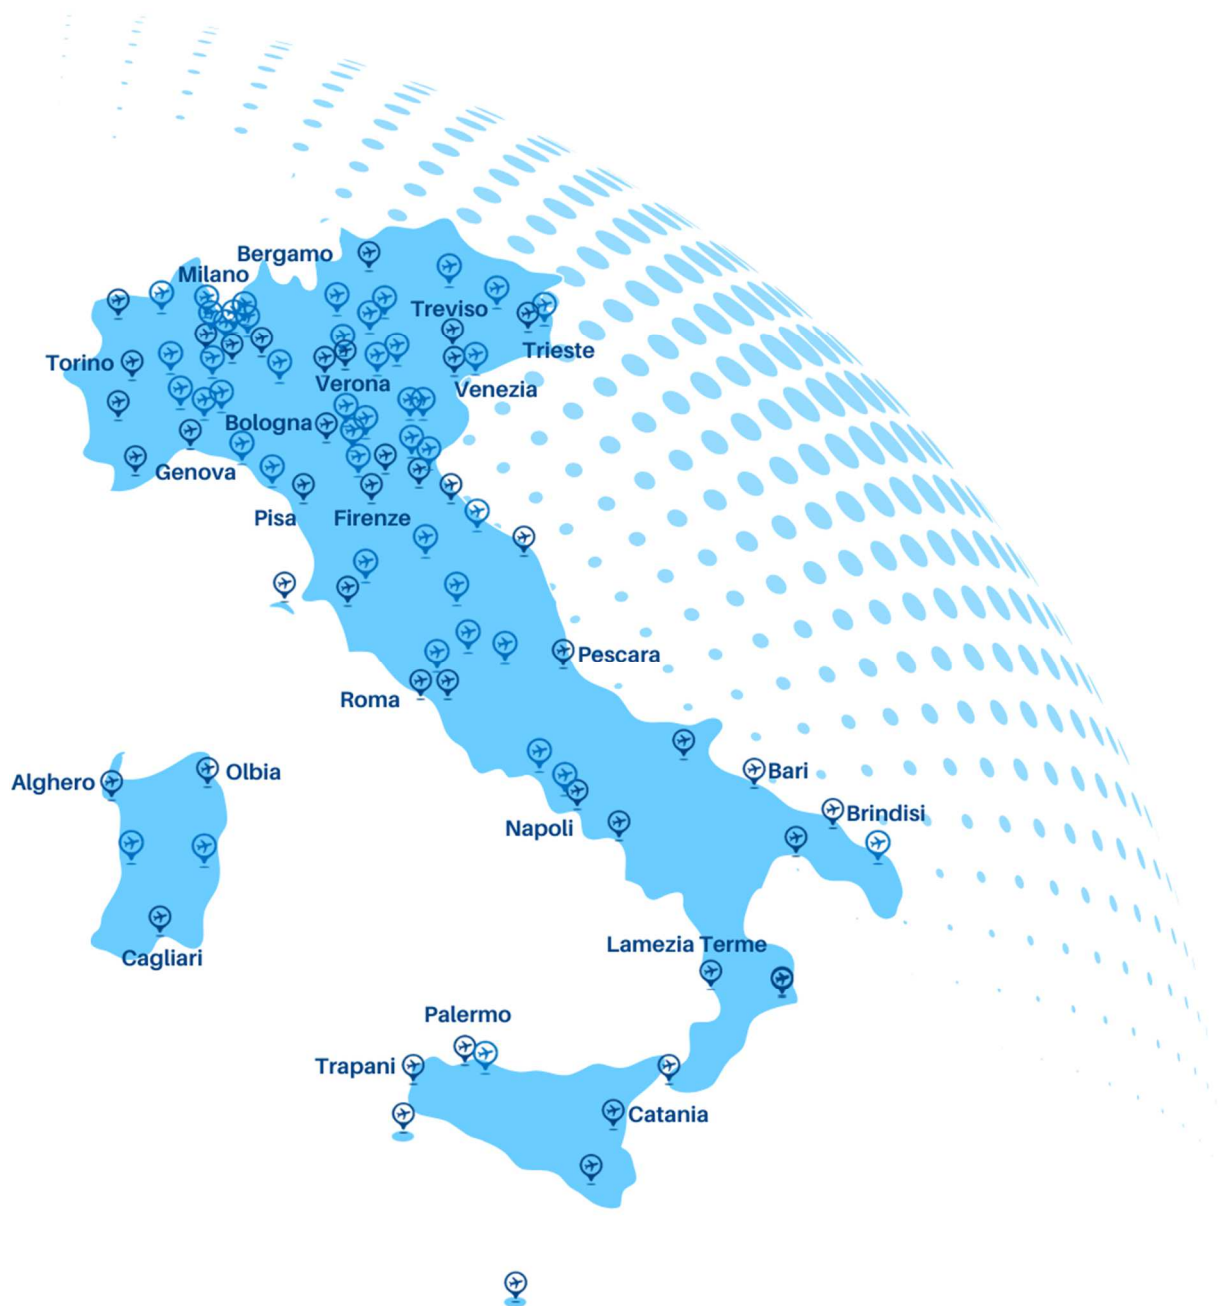 Bergamo
Milano
Treviso
Trieste
Torino
Verona
Venezia
Bologna
Genova
Pisa
Firenze
Pescara
Roma
Alghero
Olbia
Bari
Brindisi
Napoli
Lamezia Terme
Cagliari
Palermo
Trapani
Catania